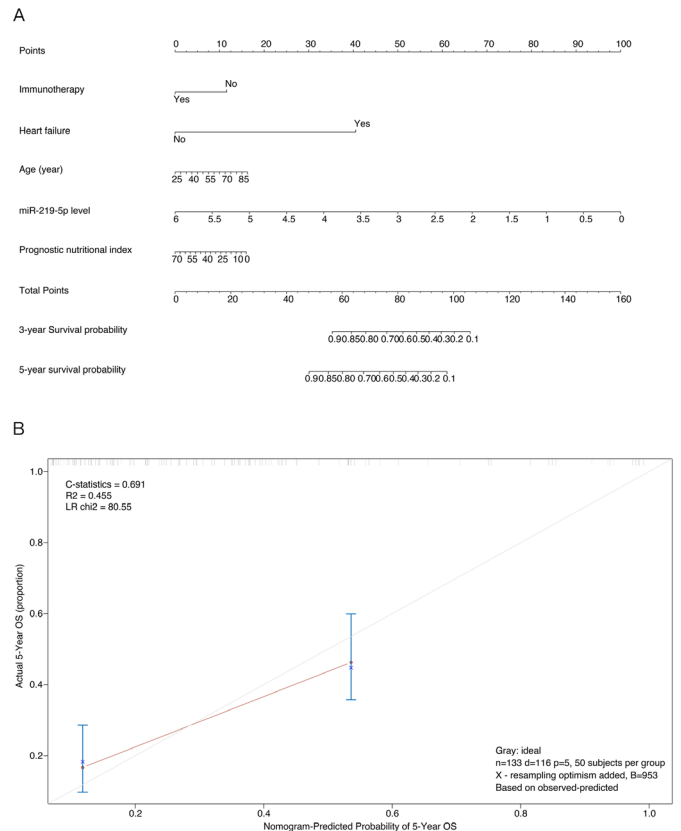 A
Points
0 10 20 30 40 50 60 70 80 90 100
Immunotherapy
No
Yes
Heart failure
Yes
No
Age (year)
25 40 55 70 85
miR-219-5p level
6 5.5 5 4.5 4 3.5 3 2.5 2 1.5 1 0.5 0
Prognostic nutritional index
70 55 40 25 10 0
Total Points
0 20 40 60 80 100 120 140 160
3-year Survival probability
0.9 0.85 0.80 0.70 0.6 0.5 0.4 0.3 0.2 0.1
5-year survival probability
0.9 0.85 0.80 0.70 0.6 0.5 0.4 0.3 0.2 0.1
B
C-statistics = 0.691
R2 = 0.455
LR chi2 = 80.55
1.0
0.8
0.6
0.4
0.2
Actual 5-Year OS (proportion)
Gray: ideal
n=133 d=116 p=5, 50 subjects per group
X - resampling optimism added, B=953
Based on observed-predicted
0.2 0.4 0.6 0.8 1.0
Nomogram-Predicted Probability of 5-Year OS